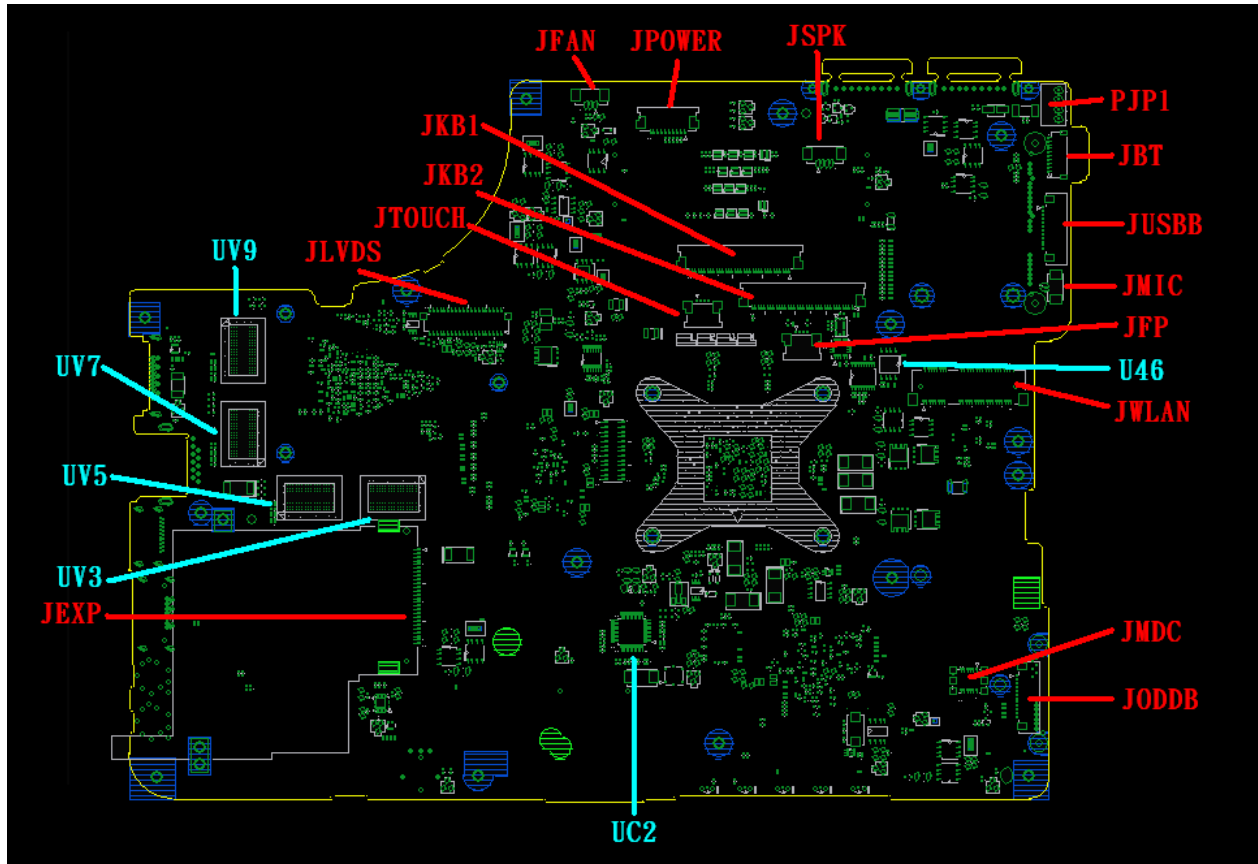 JFAN
JPOWER
JSPK
PJP1
JKB1
JBT
JKB2
JTOUCH
JUSBB
UV9
JLVDS
JMIC
JFP
UV7
U46
JWLAN
UV5
UV3
JEXP
JMDC
JODDB
UC2